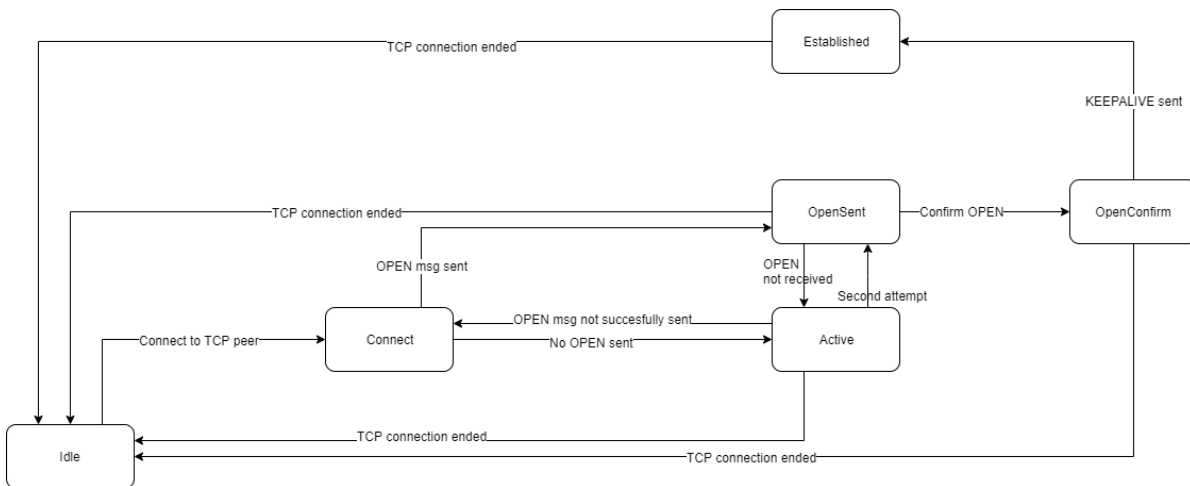 Established
TCP connection ended
KEEPALIVE sent
OpenSent
Confirm OPEN
OpenConfirm
TCP connection ended
OPEN msg sent
OPEN
not received
Second attempt
OPEN msg not succesfully sent
Connect to TCP peer
Connect
No OPEN sent
Active
TCP connection ended
Idle
TCP connection ended